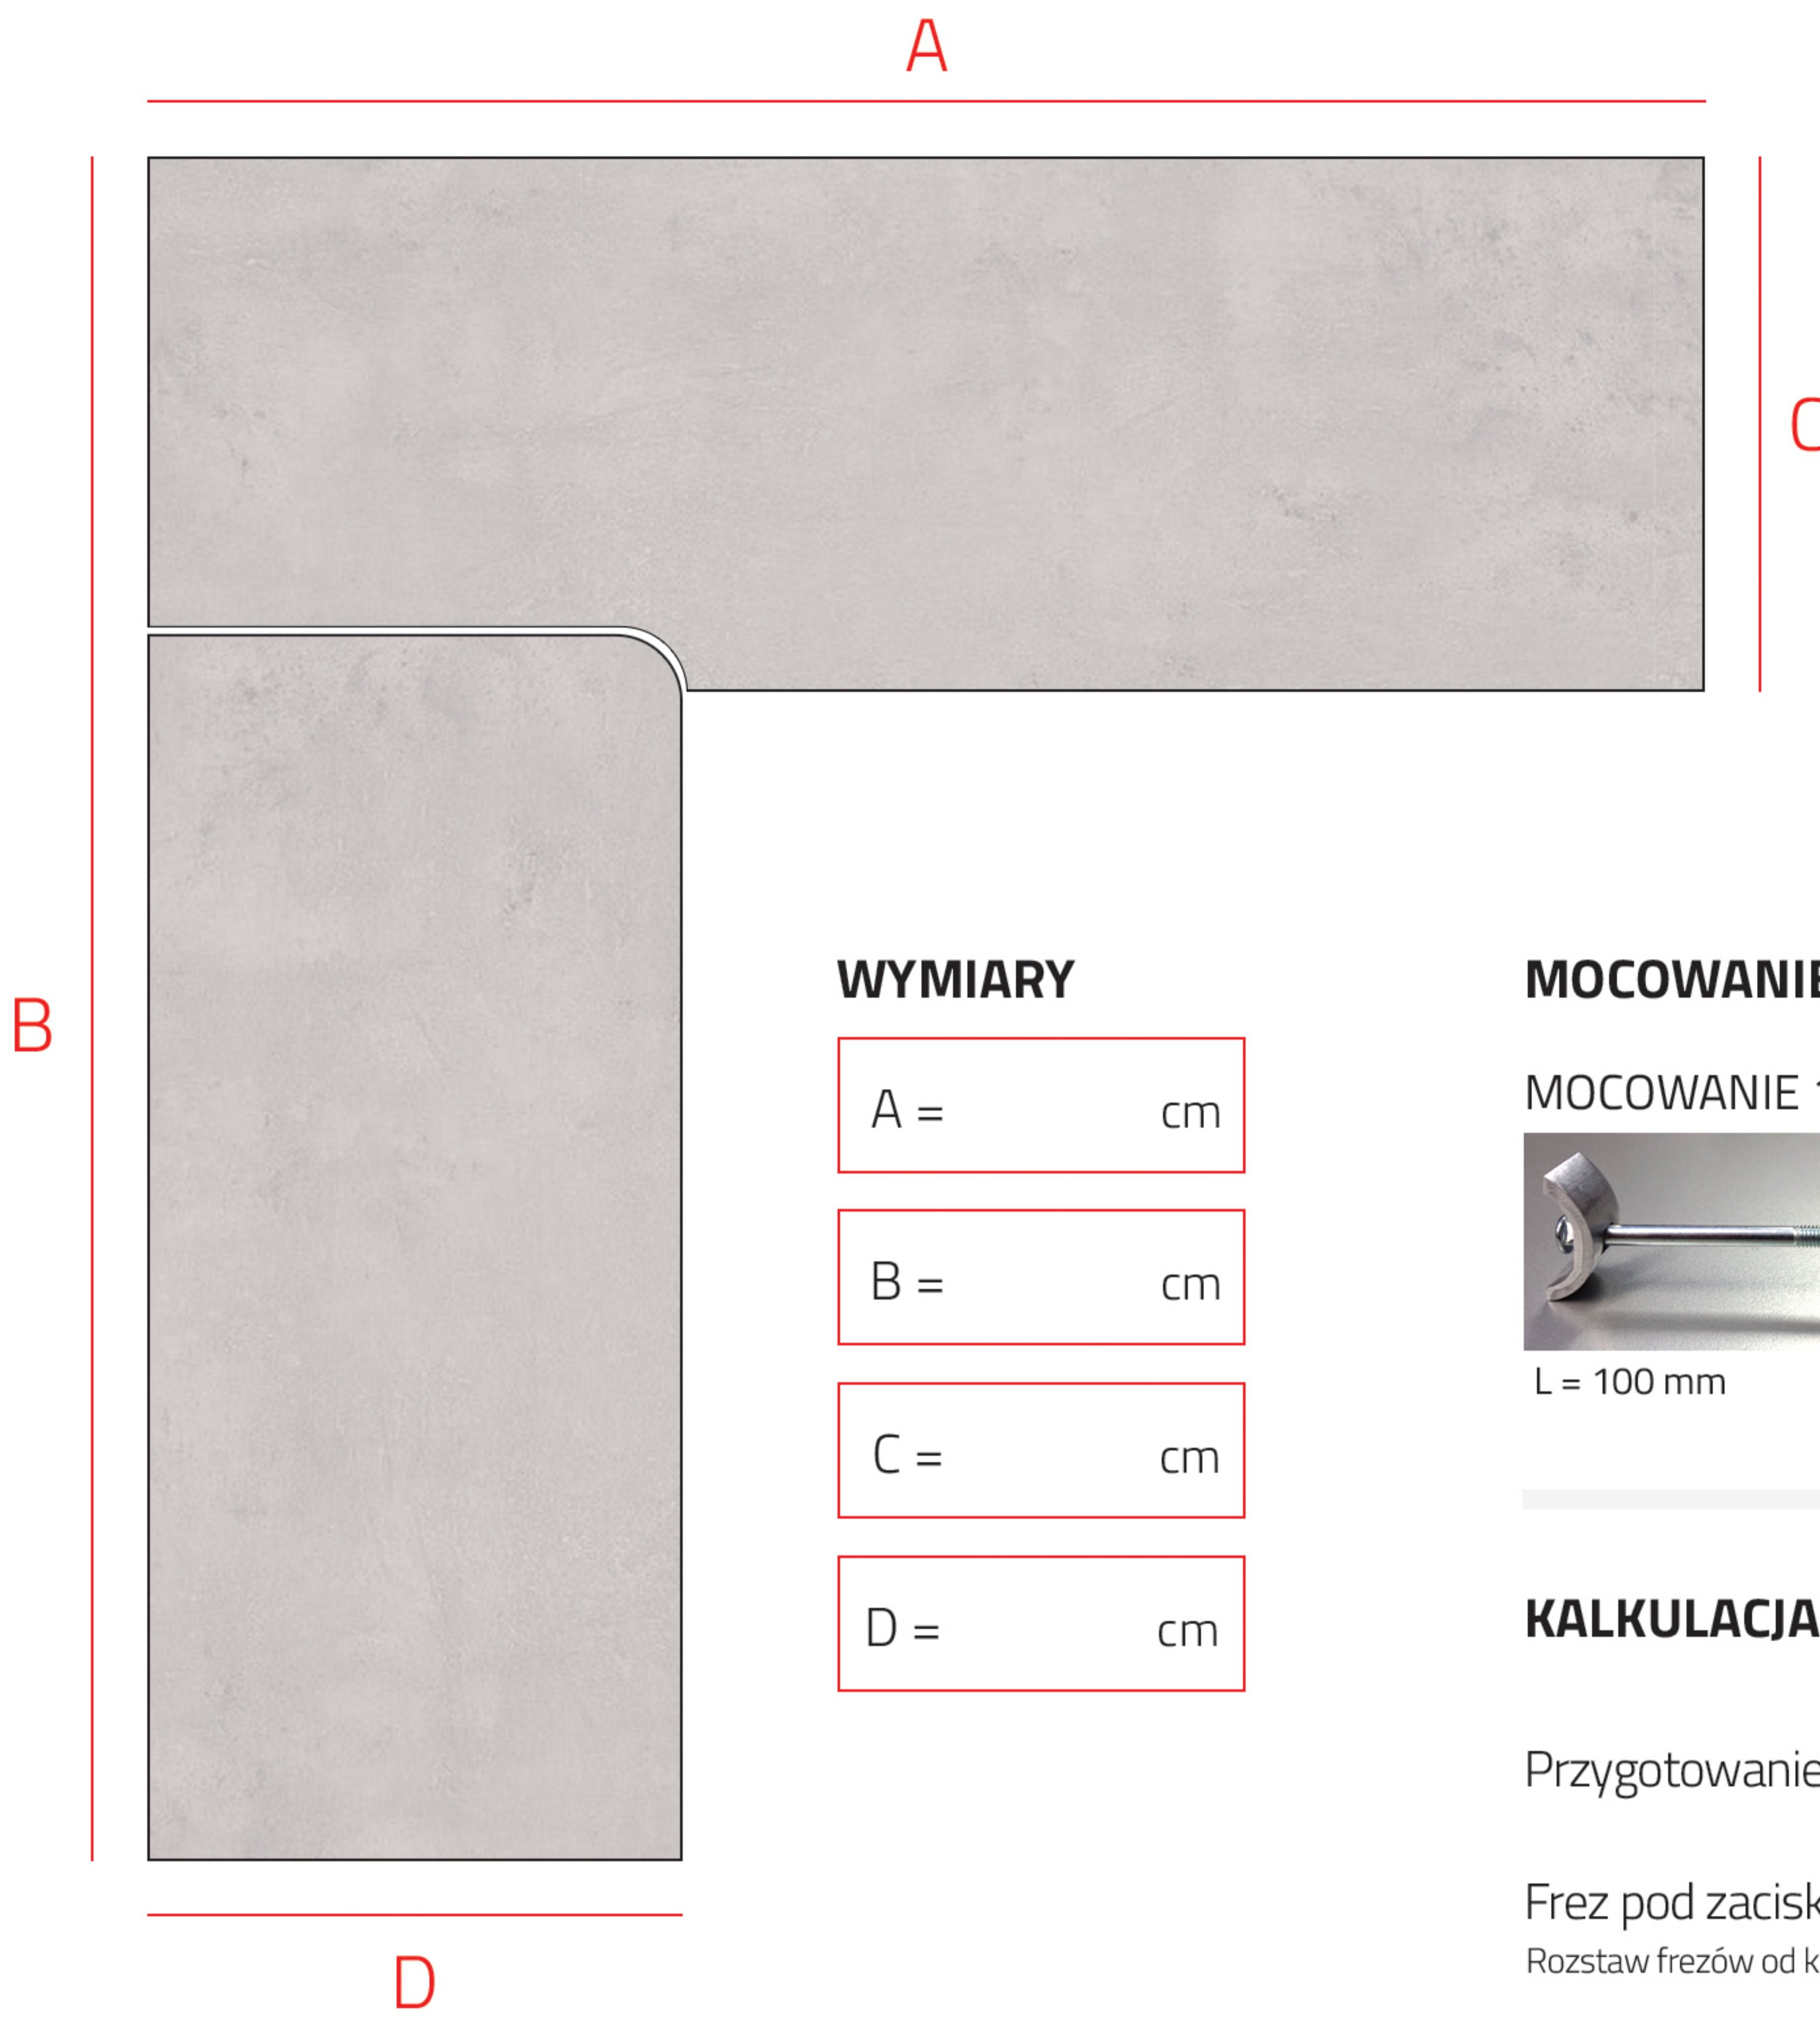 A
C
B
WYMIARY
A = cm
B = cm
C = cm
D = cm
MOCOWANIE
MOCOWANIE
L = 100 mm
KALKULACJA
Przygotowanie
Frez pod zacisk
Rozstaw frezów od k
D